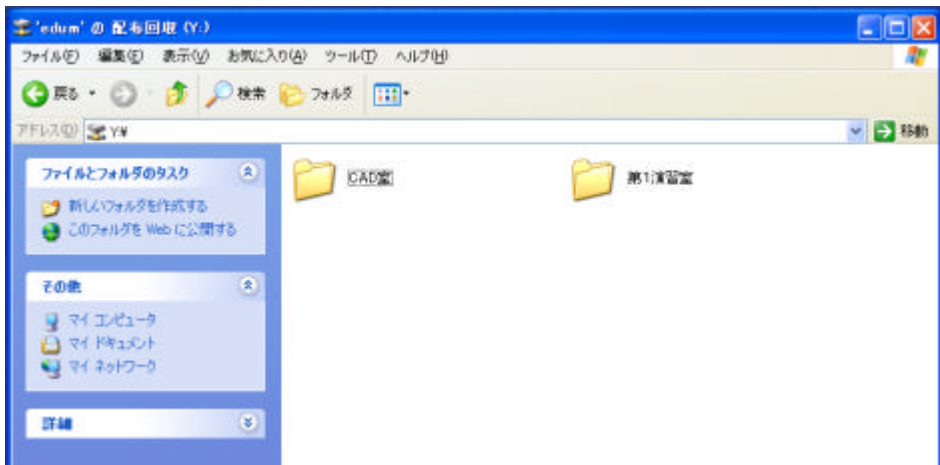 'edum' の 配布回収 (Y:)
ファイル(F) 編集(E) 表示(V) お気に入り(A) ツール(T) ヘルプ(H)
戻る 検索 フォルダ
アドレス(D) Y:¥ 移動
ファイルとフォルダのタスク
新しいフォルダを作成する
このフォルダを Web に公開する
その他
マイ コンピュータ
マイ ドキュメント
マイ ネットワーク
詳細
CAD室 第1演習室